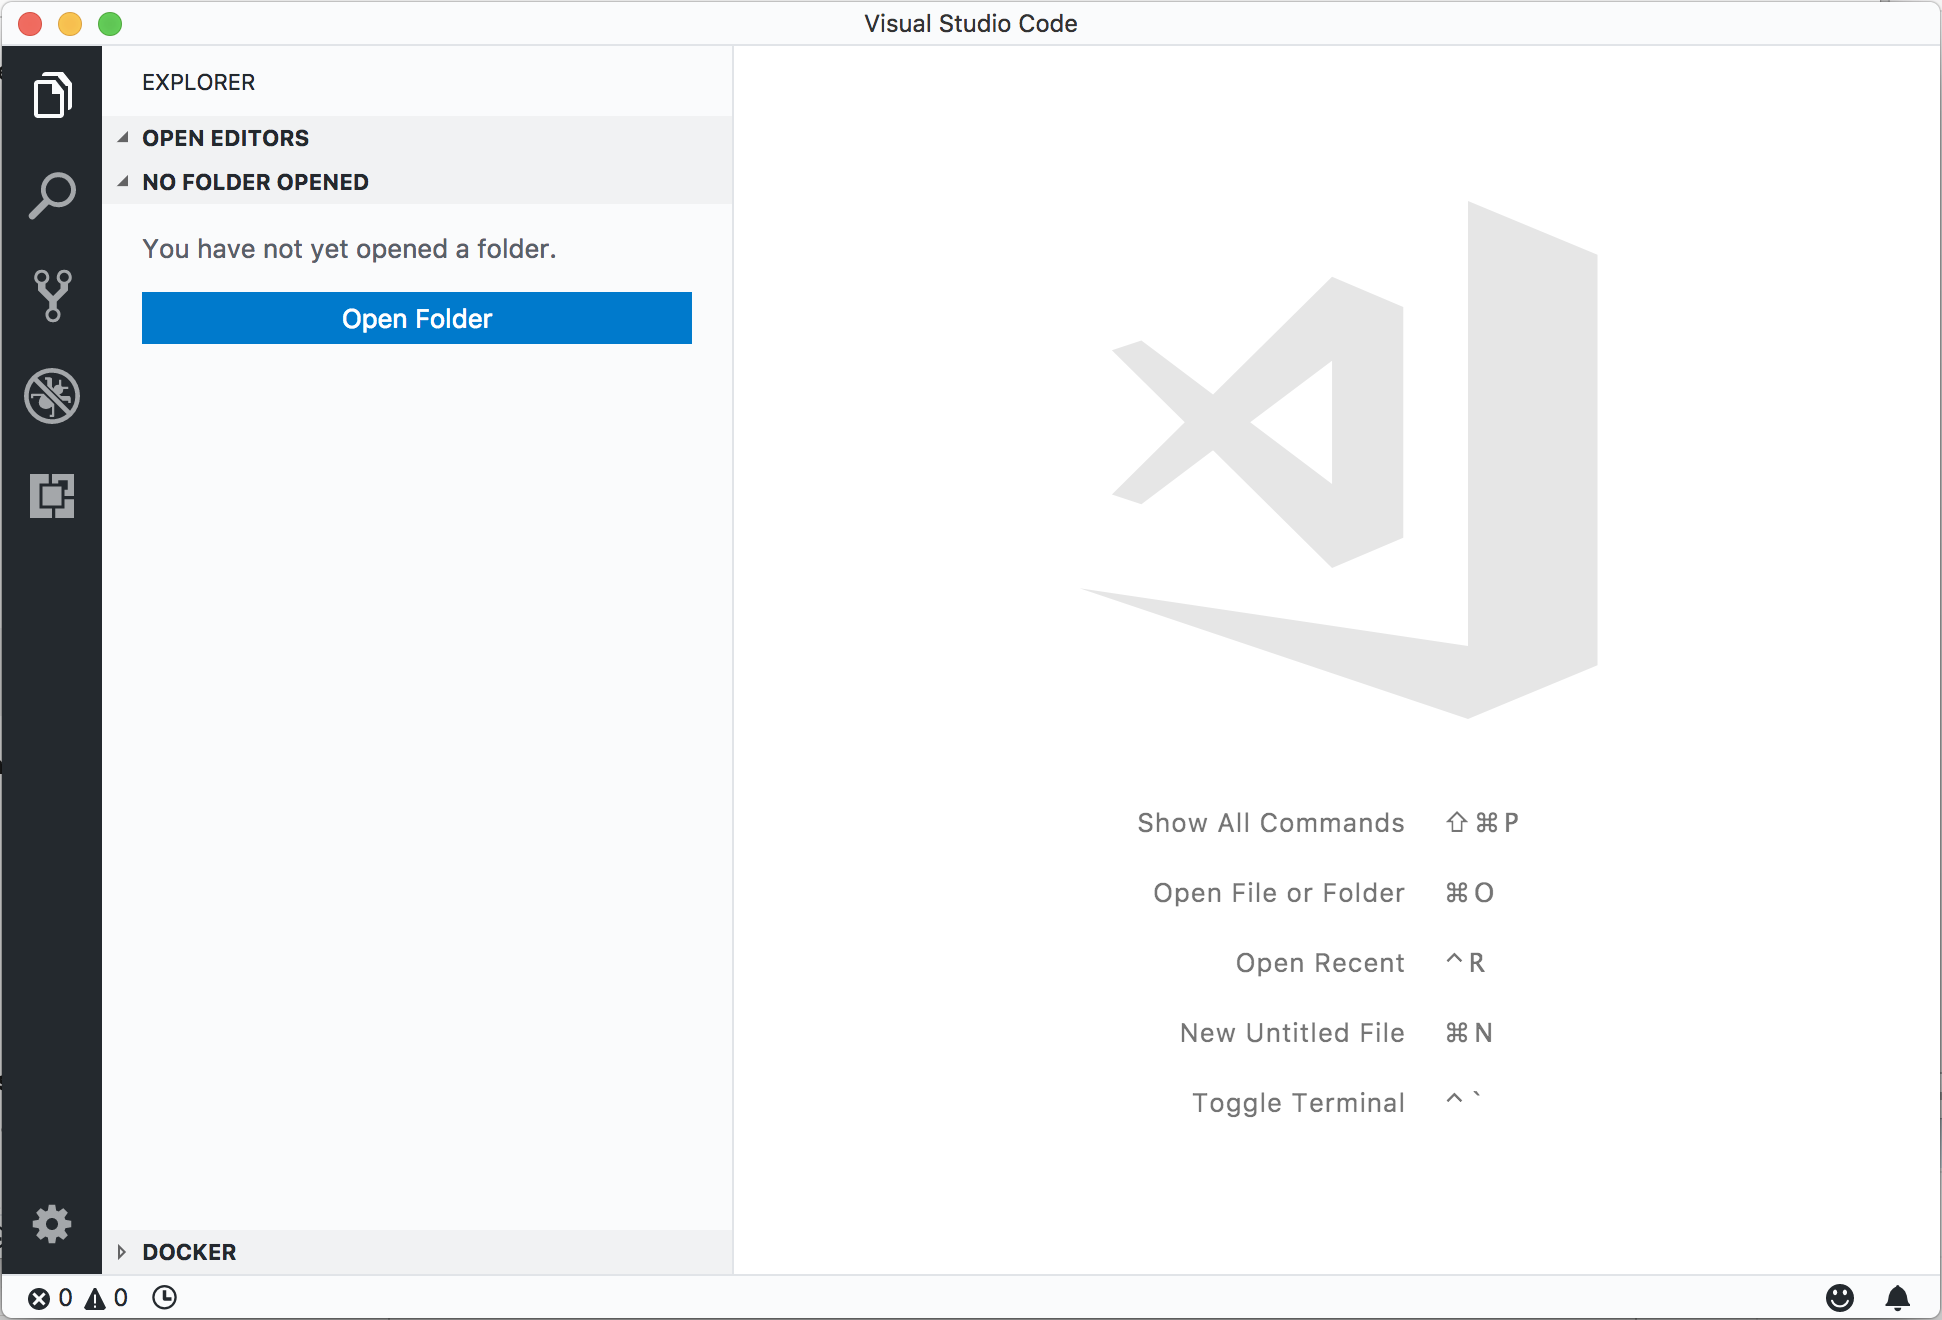 Visual Studio Code
EXPLORER
OPEN EDITORS
NO FOLDER OPENED
You have not yet opened a folder.
Open Folder
Show All Commands ⇧⌘P
Open File or Folder ⌘O
Open Recent ^R
New Untitled File ⌘N
Toggle Terminal ^`
DOCKER
0 0